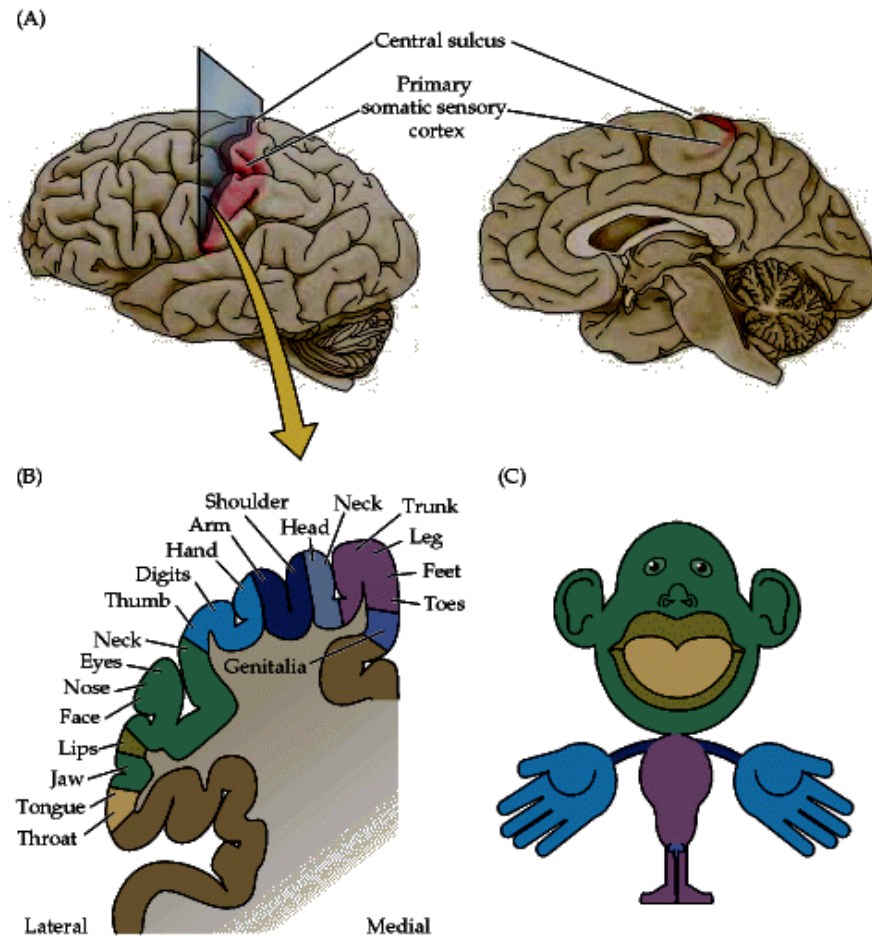 (A)
Central sulcus
Primary
somatic sensory
cortex
(B)
(C)
Shoulder
Neck
Trunk
Arm
Head
Leg
Hand
Feet
Digits
Toes
Thumb
Neck
Genitalia
Eyes
Nose
Face
Lips
Jaw
Tongue
Throat
Lateral
Medial